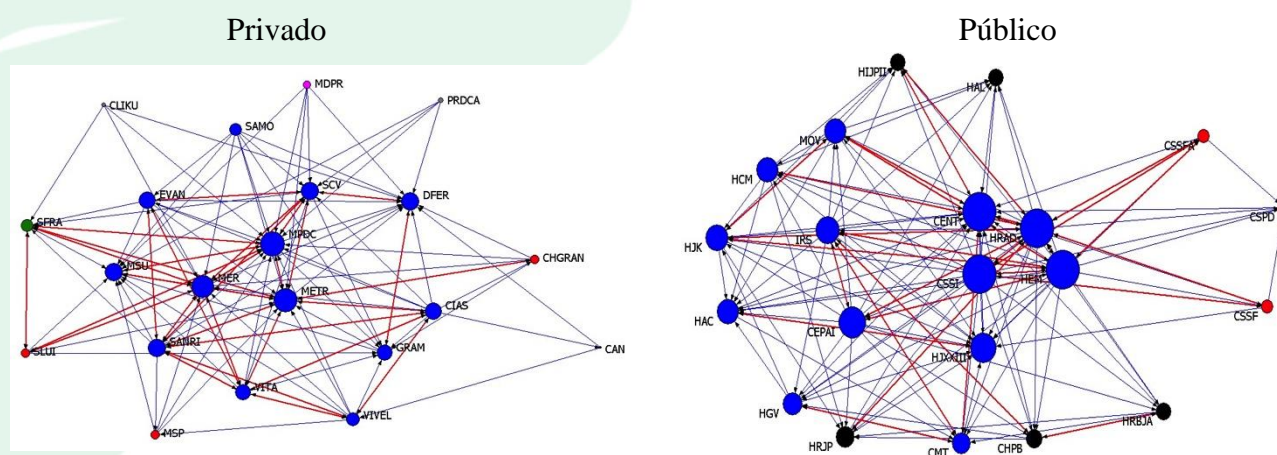 Privado
Público
MDPR
CLIKU
PRDCA
SAMO
EVAN
SCV
DFER
SFRA
MPDC
MSU
MER
METR
CHGRAN
CIAS
SLUI
SANRI
GRAM
CAN
VITA
VIVEL
MSP
HIJPII
HAL
MOV
CSSFA
HCM
CENT
CSPD
IRS
HRAD
HJK
CSSI
HEM
CSSF
HAC
CEPAI
HJXXIII
HGV
HRBJA
HRJP
CMT
CHPB